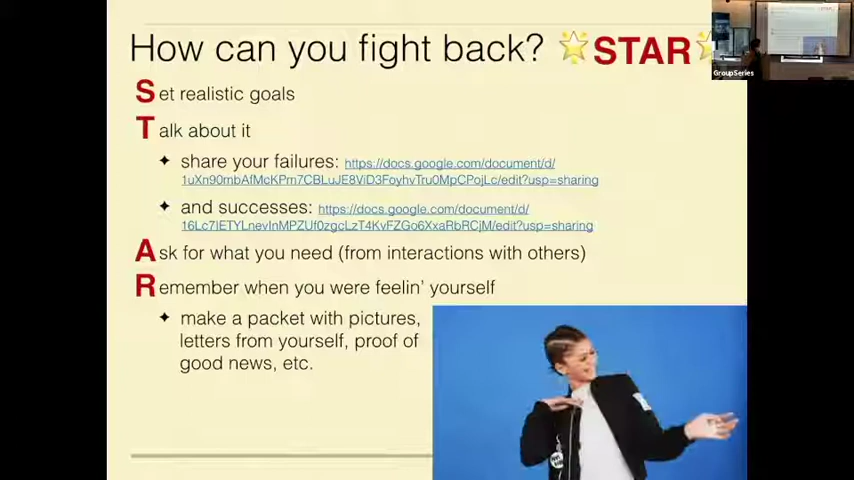 How can you fight back? STAR
Set realistic goals
Talk about it
share your failures: https://docs.google.com/document/d/
1uXn90mbAfMcKPm7CBLuJE8ViD3FoyhvTru0MpCPojLc/edit?usp=sharing
and successes: https://docs.google.com/document/d/
16Lc7lETYLnevInMPZUf0zgcLzT4KvFZGo6XxaRbRCjM/edit?usp=sharing
Ask for what you need (from interactions with others)
Remember when you were feelin’ yourself
make a packet with pictures,
letters from yourself, proof of
good news, etc.
GroupSeries